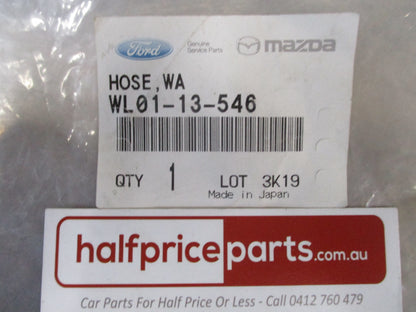 Ford Genuine Service Parts mazda
HOSE,WA
WL01-13-546
QTY 1 LOT 3K19
Made in Japan
halfpriceparts.com.au
Car Parts For Half Price Or Less - Call 0412 760 479